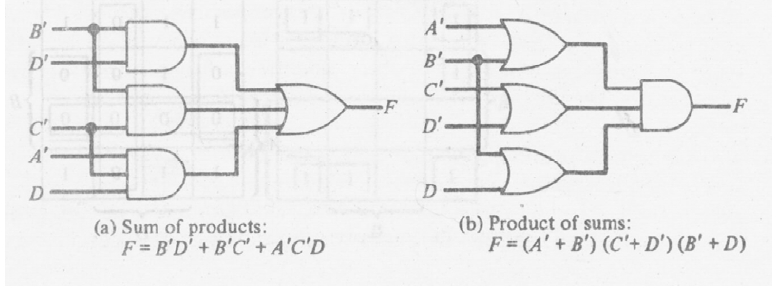 B'
D'
C'
A'
D
F
(a) Sum of products:
F = B'D' + B'C' + A'C'D
A'
B'
C'
D'
D
F
(b) Product of sums:
F = (A' + B') (C' + D') (B' + D)